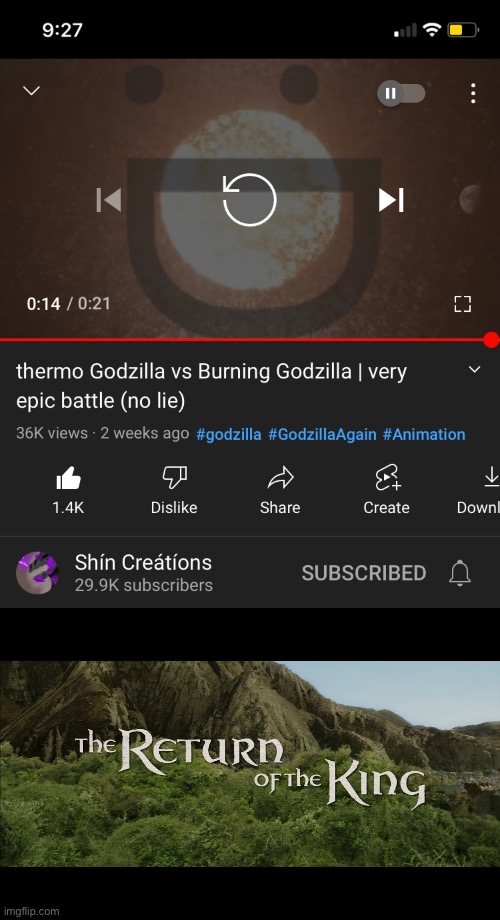 9:27
0:14 / 0:21
thermo Godzilla vs Burning Godzilla | very
epic battle (no lie)
36K views · 2 weeks ago #godzilla #GodzillaAgain #Animation
1.4K Dislike Share Create Downl
Shín Creátíons
29.9K subscribers
SUBSCRIBED
THE RETURN
OF THE KING
imgflip.com